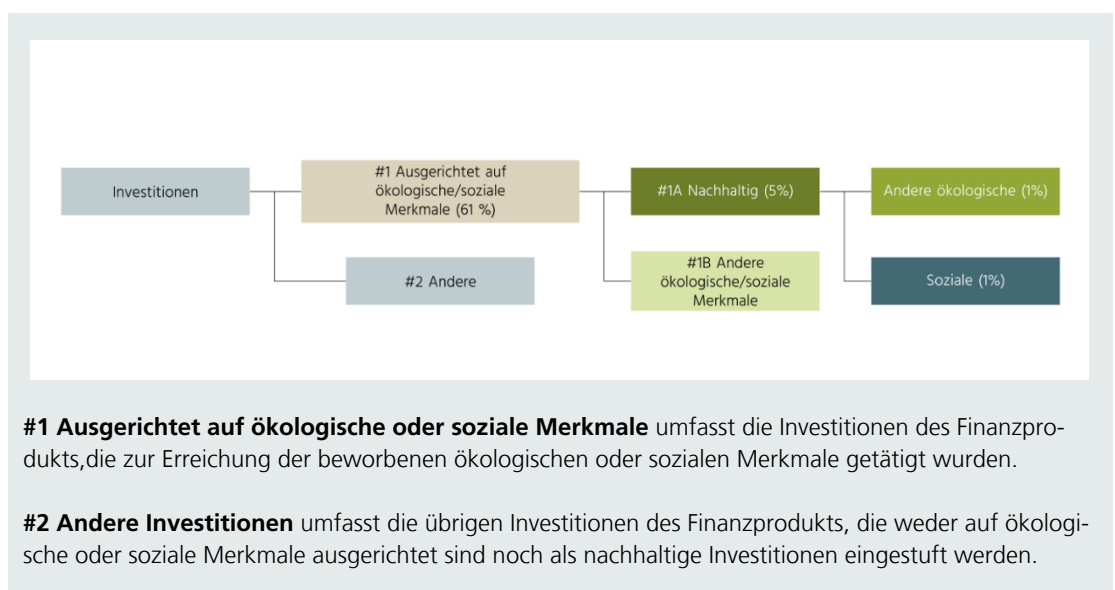 Investitionen
#1 Ausgerichtet auf
ökologische/soziale
Merkmale (61 %)
#1A Nachhaltig (5%)
Andere ökologische (1%)
#2 Andere
#1B Andere
ökologische/soziale
Merkmale
Soziale (1%)
#1 Ausgerichtet auf ökologische oder soziale Merkmale umfasst die Investitionen des Finanzpro-
dukts,die zur Erreichung der beworbenen ökologischen oder sozialen Merkmale getätigt wurden.
#2 Andere Investitionen umfasst die übrigen Investitionen des Finanzprodukts, die weder auf ökologi-
sche oder soziale Merkmale ausgerichtet sind noch als nachhaltige Investitionen eingestuft werden.